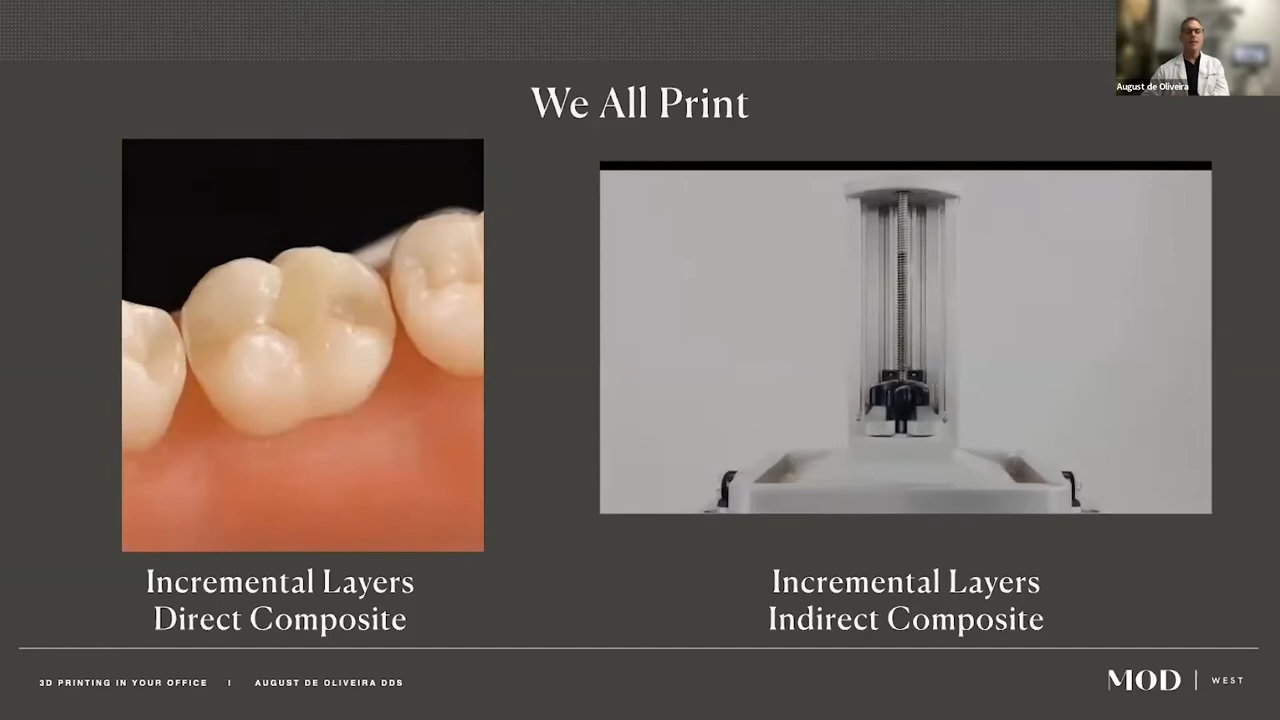 August de Oliveira
We All Print
Incremental Layers
Direct Composite
Incremental Layers
Indirect Composite
3D PRINTING IN YOUR OFFICE | AUGUST DE OLIVEIRA DDS
MOD | WEST